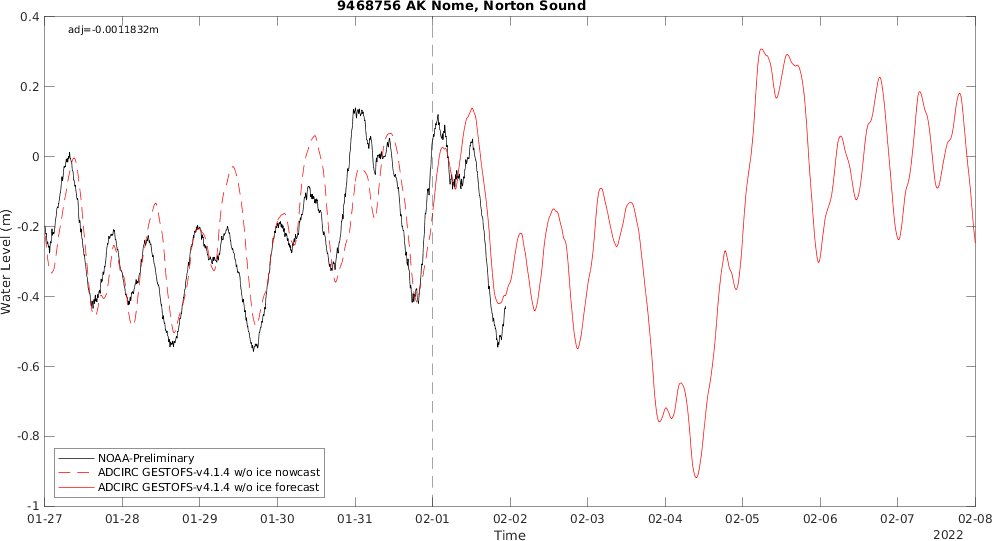 9468756 AK Nome, Norton Sound
adj=-0.0011832m
0.4
0.2
0
-0.2
-0.4
-0.6
-0.8
-1
Water Level (m)
NOAA-Preliminary
ADCIRC GESTOFS-v4.1.4 w/o ice nowcast
ADCIRC GESTOFS-v4.1.4 w/o ice forecast
01-27 01-28 01-29 01-30 01-31 02-01 02-02 02-03 02-04 02-05 02-06 02-07 02-08
Time
2022